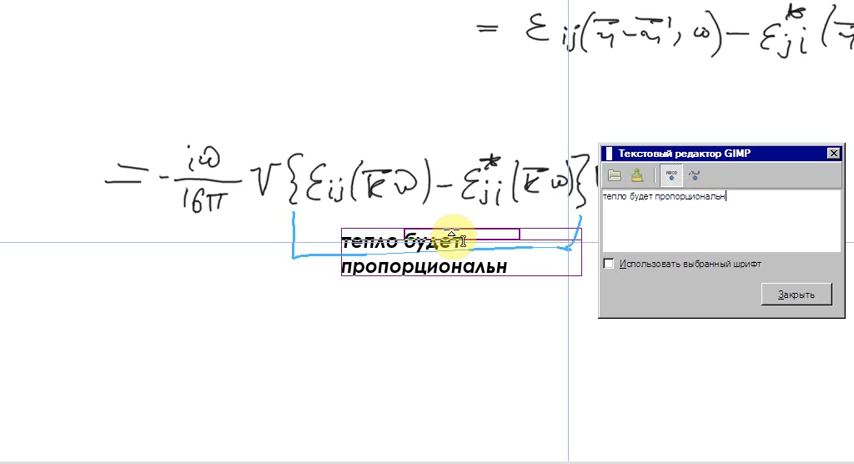 = ε_ij(r̄-r̄', ω) - ε*_ji(
= - iω/16π V{ε_ij(k̄ω) - ε*_ji(k̄ω)}
тепло будет
пропорциональн
Текстовый редактор GIMP
тепло будет пропорциональн
Использовать выбранный шрифт
Закрыть